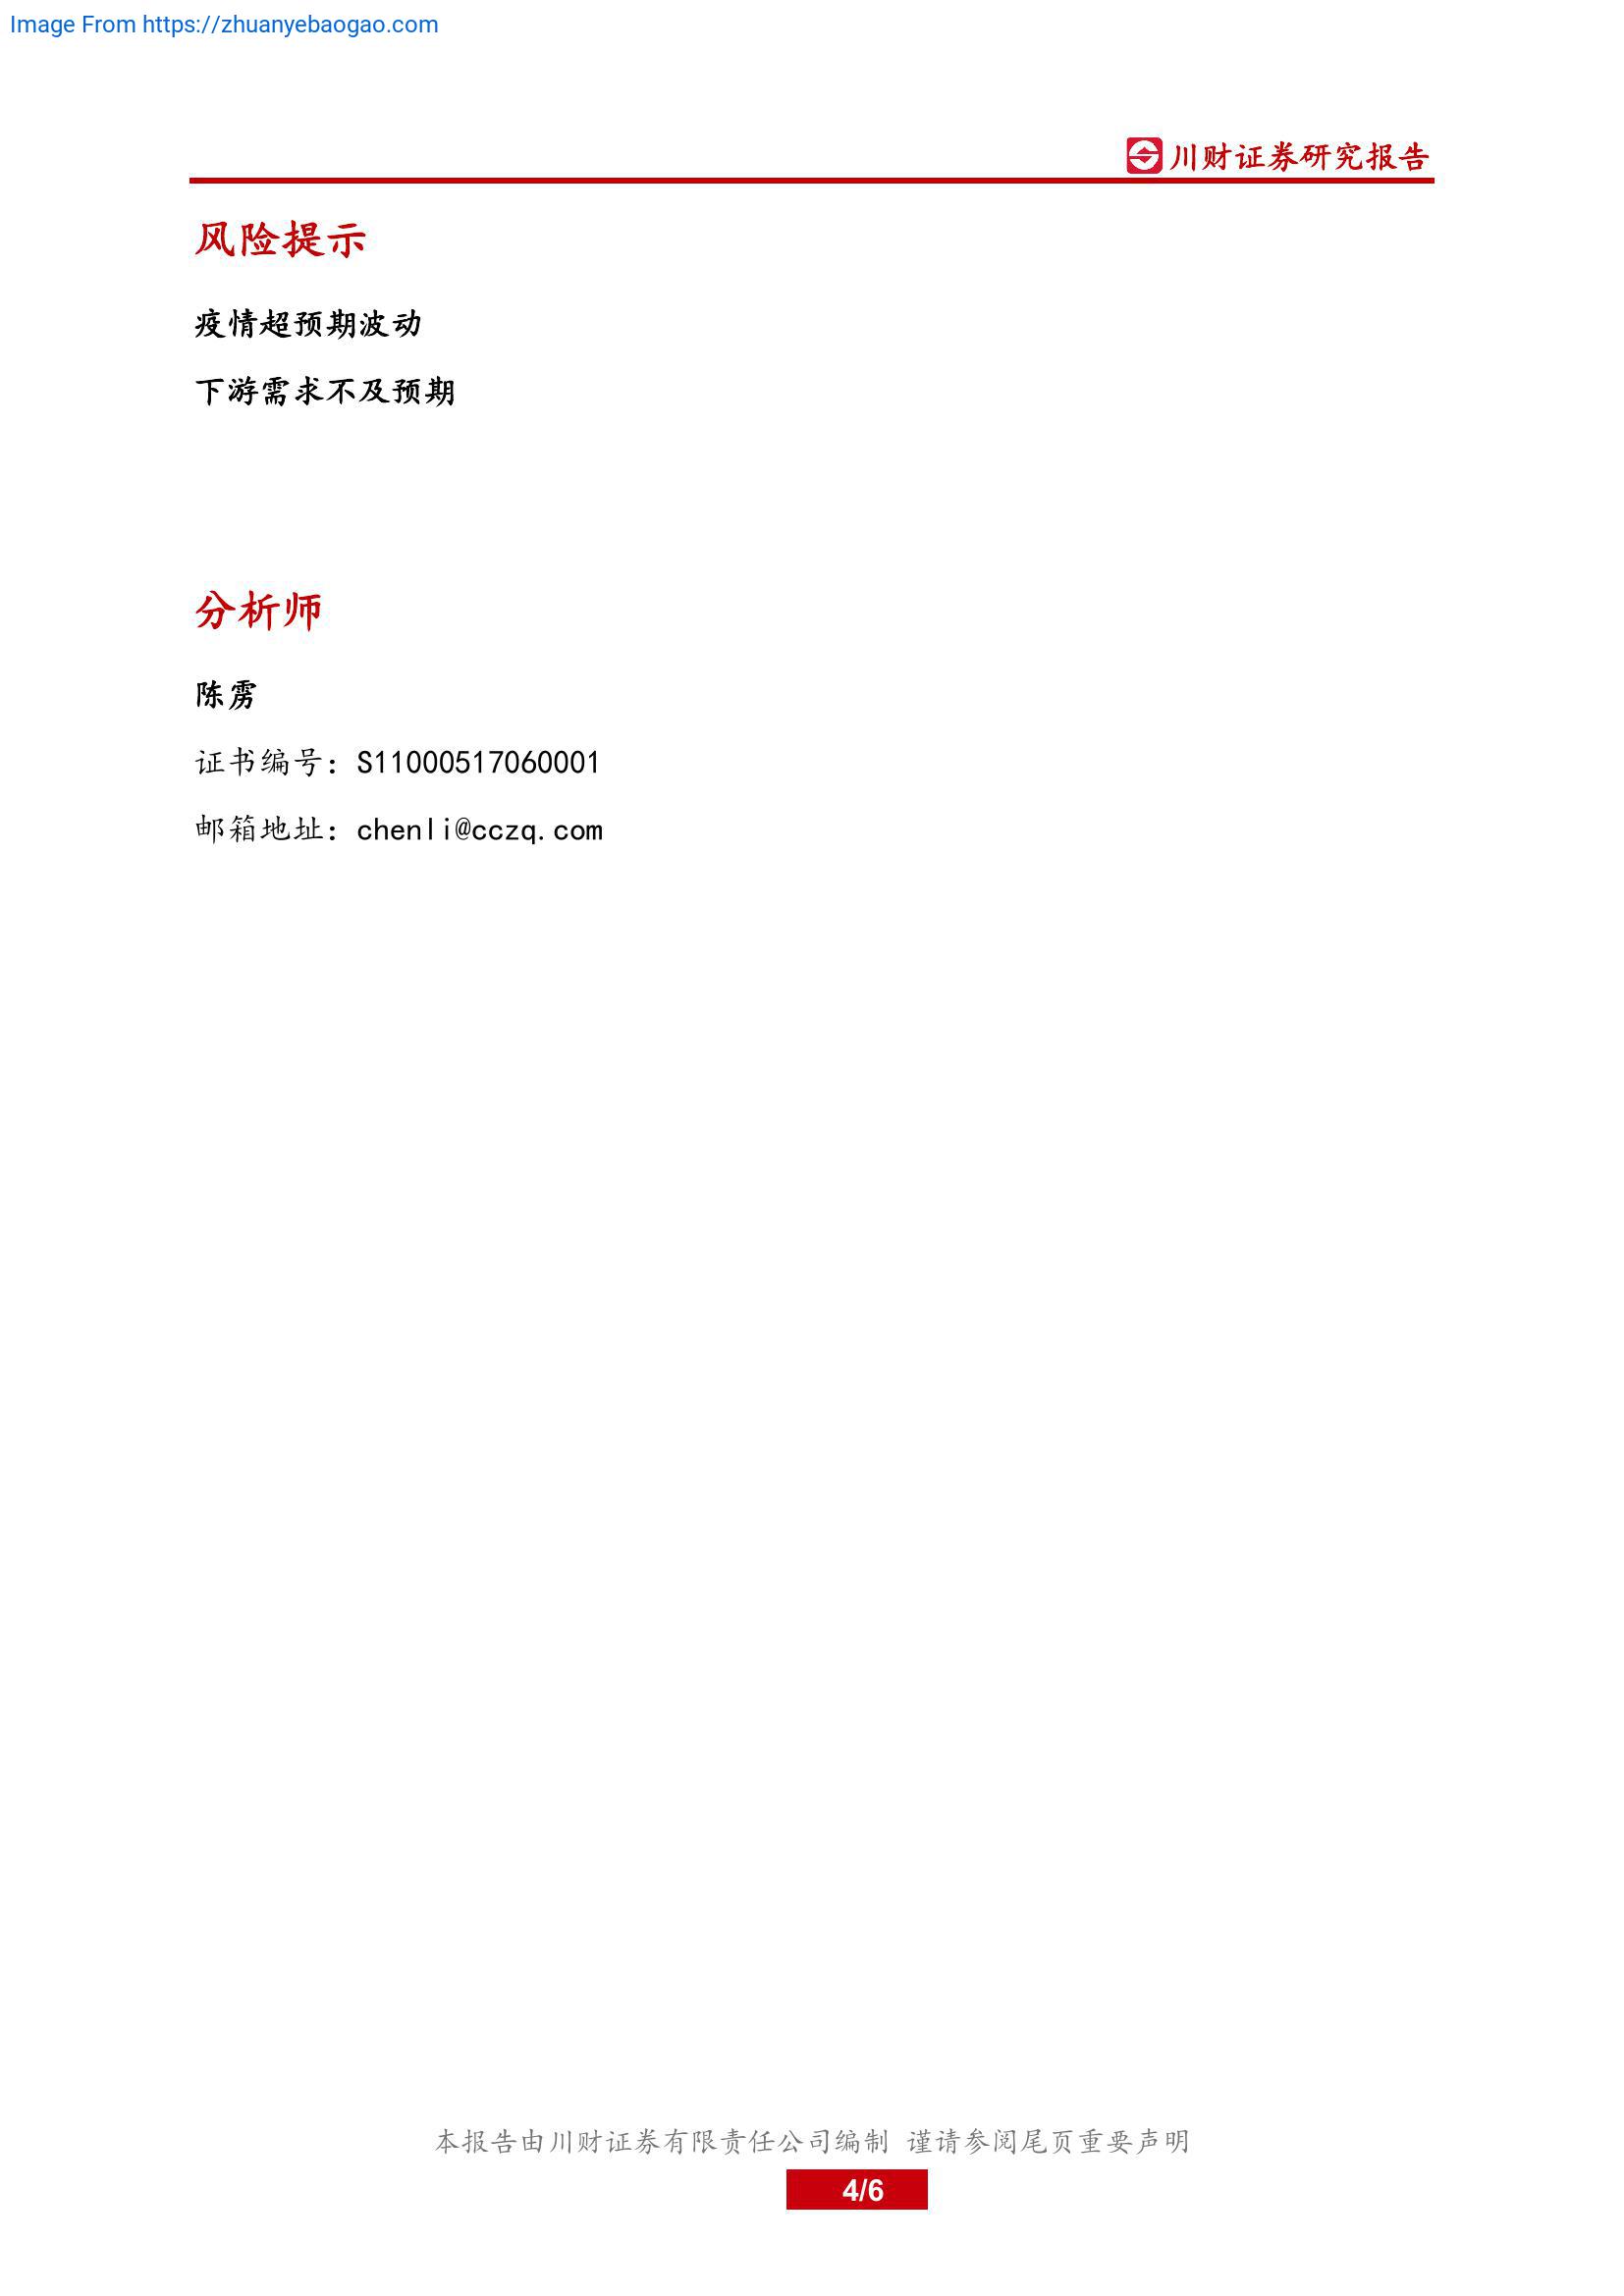 Image From https://zhuanyebaogao.com
川财证券研究报告
风险提示
疫情超预期波动
下游需求不及预期
分析师
陈雳
证书编号：S11000517060001
邮箱地址：chenli@cczq.com
本报告由川财证券有限责任公司编制 谨请参阅尾页重要声明
4/6